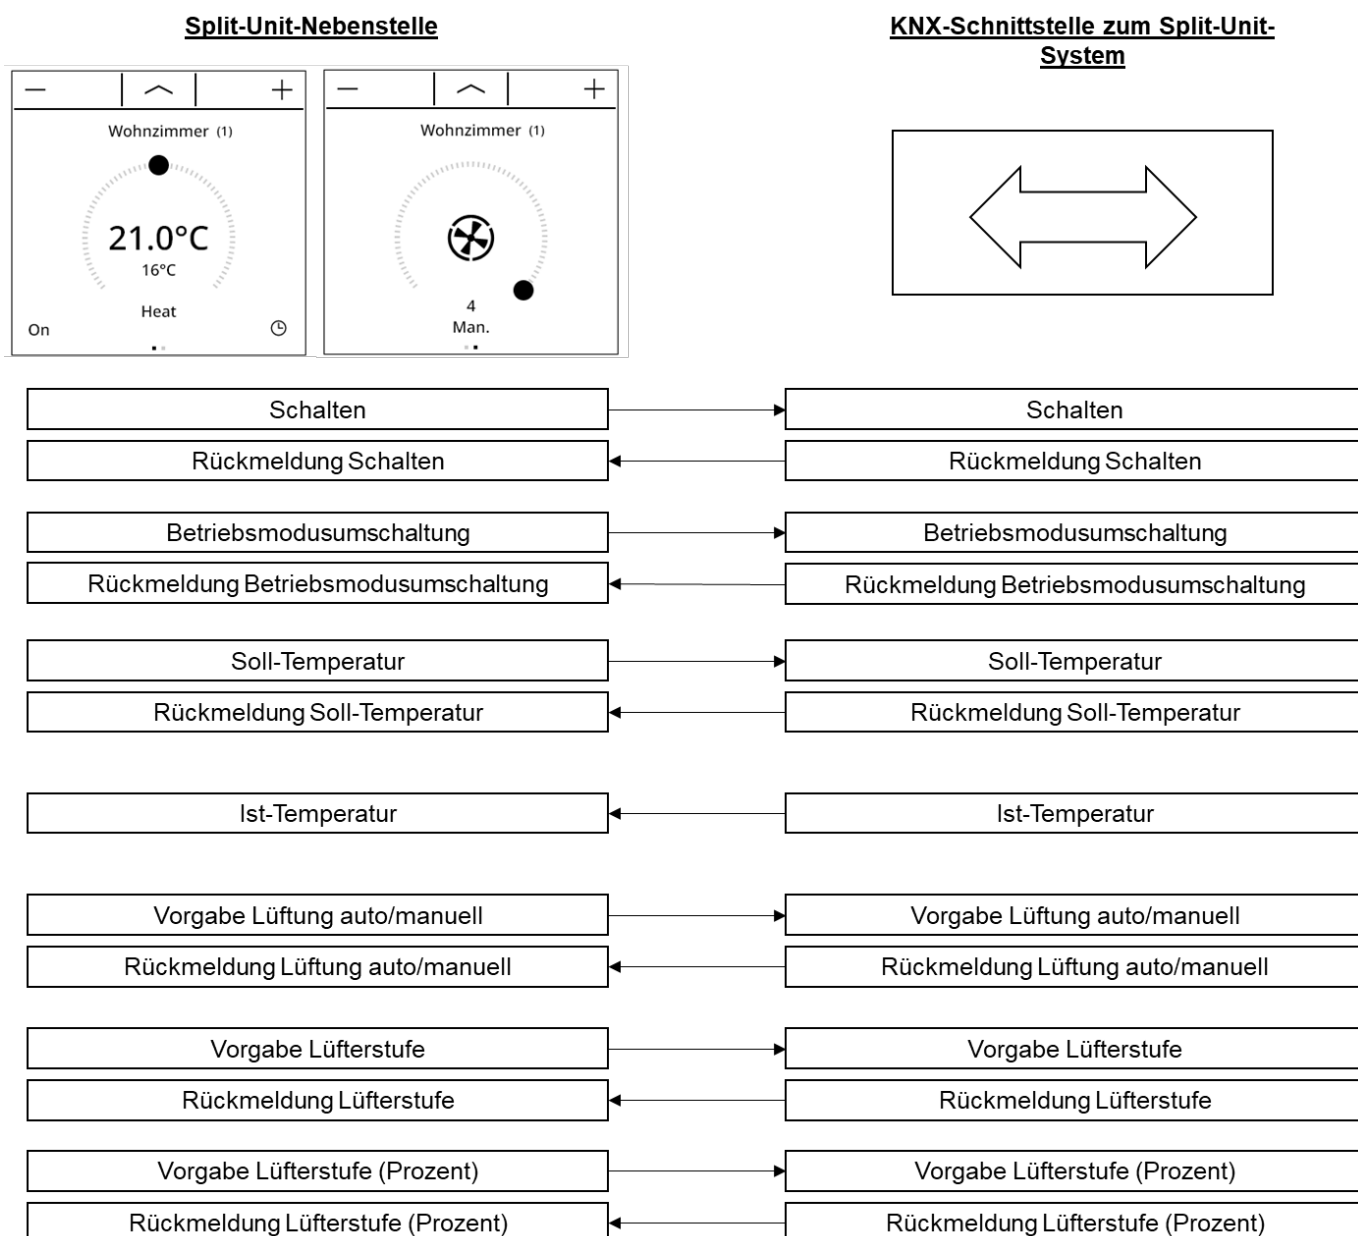 Split-Unit-Nebenstelle
KNX-Schnittstelle zum Split-Unit-
System
Wohnzimmer (1)
21.0°C
16°C
Heat
On
Wohnzimmer (1)
4
Man.
Schalten
Schalten
Rückmeldung Schalten
Rückmeldung Schalten
Betriebsmodusumschaltung
Betriebsmodusumschaltung
Rückmeldung Betriebsmodusumschaltung
Rückmeldung Betriebsmodusumschaltung
Soll-Temperatur
Soll-Temperatur
Rückmeldung Soll-Temperatur
Rückmeldung Soll-Temperatur
Ist-Temperatur
Ist-Temperatur
Vorgabe Lüftung auto/manuell
Vorgabe Lüftung auto/manuell
Rückmeldung Lüftung auto/manuell
Rückmeldung Lüftung auto/manuell
Vorgabe Lüfterstufe
Vorgabe Lüfterstufe
Rückmeldung Lüfterstufe
Rückmeldung Lüfterstufe
Vorgabe Lüfterstufe (Prozent)
Vorgabe Lüfterstufe (Prozent)
Rückmeldung Lüfterstufe (Prozent)
Rückmeldung Lüfterstufe (Prozent)